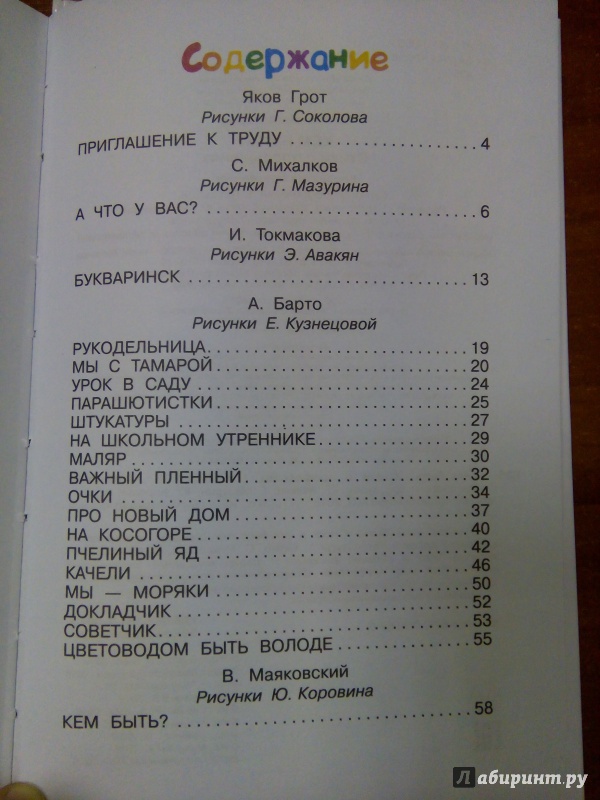 Содержание
Яков Грот
Рисунки Г. Соколова
ПРИГЛАШЕНИЕ К ТРУДУ . . . . . . . . . . . . . . . . . . . 4
С. Михалков
Рисунки Г. Мазурина
А ЧТО У ВАС? . . . . . . . . . . . . . . . . . . . . . . . . . . 6
И. Токмакова
Рисунки Э. Авакян
БУКВАРИНСК . . . . . . . . . . . . . . . . . . . . . . . . . . 13
А. Барто
Рисунки Е. Кузнецовой
РУКОДЕЛЬНИЦА. . . . . . . . . . . . . . . . . . . . . . . . 19
МЫ С ТАМАРОЙ . . . . . . . . . . . . . . . . . . . . . . . 20
УРОК В САДУ . . . . . . . . . . . . . . . . . . . . . . . . . 24
ПАРАШЮТИСТКИ . . . . . . . . . . . . . . . . . . . . . . . 25
ШТУКАТУРЫ . . . . . . . . . . . . . . . . . . . . . . . . . . 27
НА ШКОЛЬНОМ УТРЕННИКЕ. . . . . . . . . . . . . . . 29
МАЛЯР . . . . . . . . . . . . . . . . . . . . . . . . . . . . . 30
ВАЖНЫЙ ПЛЕННЫЙ . . . . . . . . . . . . . . . . . . . . . 32
ОЧКИ . . . . . . . . . . . . . . . . . . . . . . . . . . . . . . 34
ПРО НОВЫЙ ДОМ . . . . . . . . . . . . . . . . . . . . . . 37
НА КОСОГОРЕ . . . . . . . . . . . . . . . . . . . . . . . . . 40
ПЧЕЛИНЫЙ ЯД . . . . . . . . . . . . . . . . . . . . . . . . 42
КАЧЕЛИ . . . . . . . . . . . . . . . . . . . . . . . . . . . . 46
МЫ — МОРЯКИ . . . . . . . . . . . . . . . . . . . . . . . . 50
ДОКЛАДЧИК . . . . . . . . . . . . . . . . . . . . . . . . . . 52
СОВЕТЧИК. . . . . . . . . . . . . . . . . . . . . . . . . . . 53
ЦВЕТОВОДОМ БЫТЬ ВОЛОДЕ . . . . . . . . . . . . . . 55
В. Маяковский
Рисунки Ю. Коровина
КЕМ БЫТЬ? . . . . . . . . . . . . . . . . . . . . . . . . . . 58
Лабиринт.ру